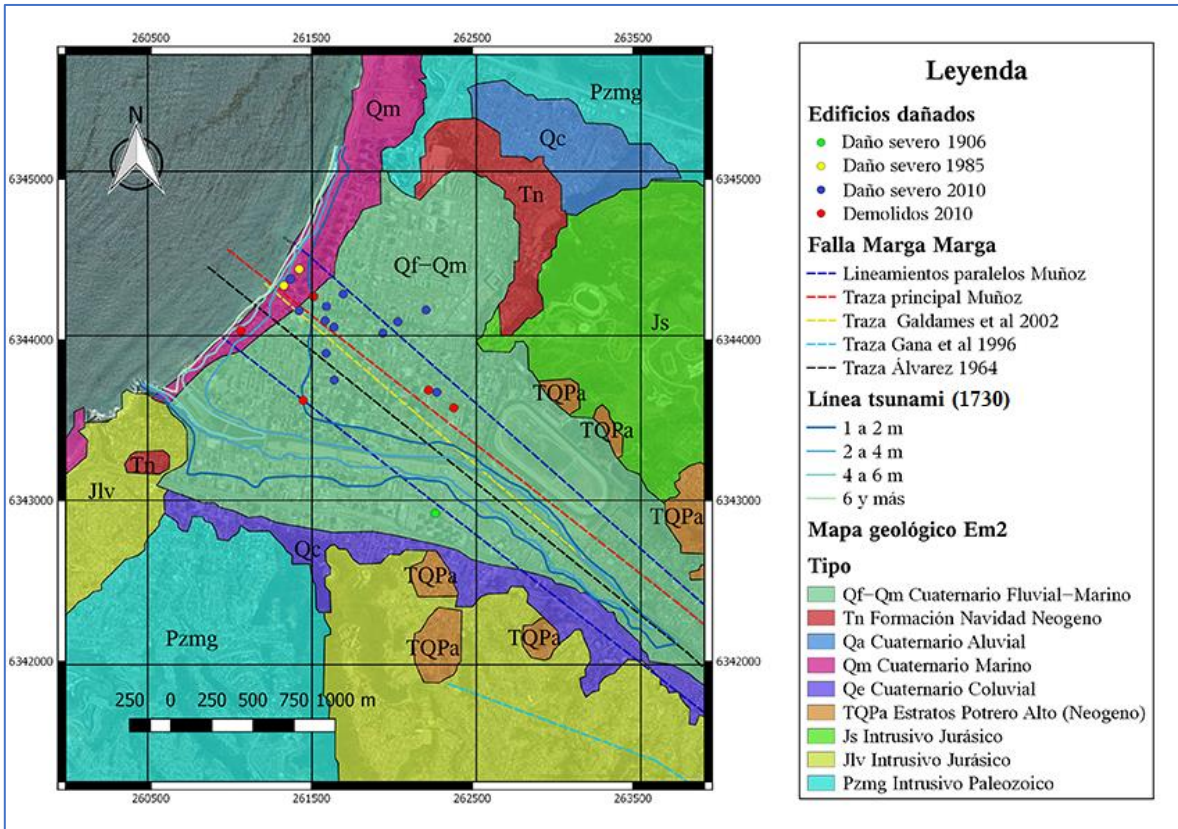 260500 261500 262500 263500
N
Qm
Pzmg
Qc
6345000 6345000
Tn
Qf-Qm
Js
6344000 6344000
TQPa
TQPa
Tn
Jlv
6343000 6343000
TQPa
Qc
TQPa
Pzmg
TQPa
TQPa
6342000 6342000
250 0 250 500 750 1000 m
260500 261500 262500 263500
Leyenda
Edificios dañados
Daño severo 1906
Daño severo 1985
Daño severo 2010
Demolidos 2010
Falla Marga Marga
Lineamientos paralelos Muñoz
Traza principal Muñoz
Traza Galdames et al 2002
Traza Gana et al 1996
Traza Álvarez 1964
Línea tsunami (1730)
1 a 2 m
2 a 4 m
4 a 6 m
6 y más
Mapa geológico Em2
Tipo
Qf-Qm Cuaternario Fluvial-Marino
Tn Formación Navidad Neogeno
Qa Cuaternario Aluvial
Qm Cuaternario Marino
Qe Cuaternario Coluvial
TQPa Estratos Potrero Alto (Neogeno)
Js Intrusivo Jurásico
Jlv Intrusivo Jurásico
Pzmg Intrusivo Paleozoico